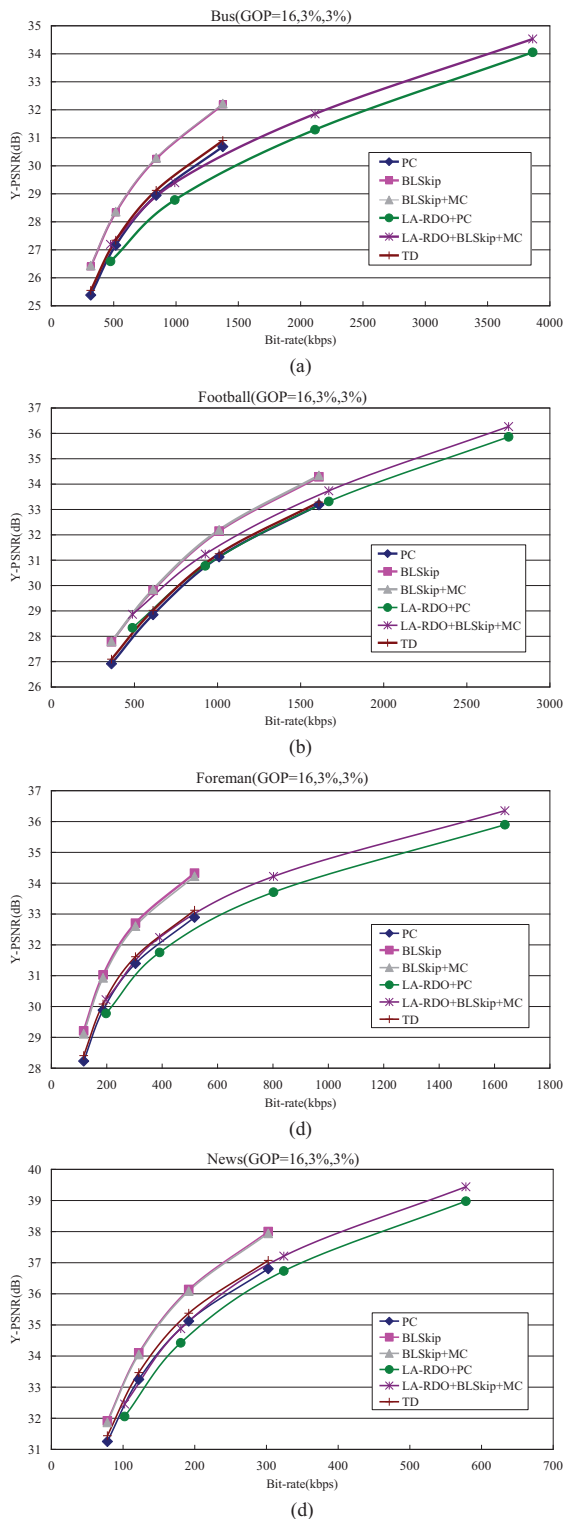 Bus(GOP=16,3%,3%)
35
34
33
32
31
30
29
28
27
26
25
Y-PSNR(dB)
PC
BLSkip
BLSkip+MC
LA-RDO+PC
LA-RDO+BLSkip+MC
TD
0 500 1000 1500 2000 2500 3000 3500 4000
Bit-rate(kbps)
(a)
Football(GOP=16,3%,3%)
37
36
35
34
33
32
31
30
29
28
27
26
Y-PSNR(dB)
PC
BLSkip
BLSkip+MC
LA-RDO+PC
LA-RDO+BLSkip+MC
TD
0 500 1000 1500 2000 2500 3000
Bit-rate(kbps)
(b)
Foreman(GOP=16,3%,3%)
37
36
35
34
33
32
31
30
29
28
Y-PSNR(dB)
PC
BLSkip
BLSkip+MC
LA-RDO+PC
LA-RDO+BLSkip+MC
TD
0 200 400 600 800 1000 1200 1400 1600 1800
Bit-rate(kbps)
(d)
News(GOP=16,3%,3%)
40
39
38
37
36
35
34
33
32
31
Y-PSNR(dB)
PC
BLSkip
BLSkip+MC
LA-RDO+PC
LA-RDO+BLSkip+MC
TD
0 100 200 300 400 500 600 700
Bit-rate(kbps)
(d)